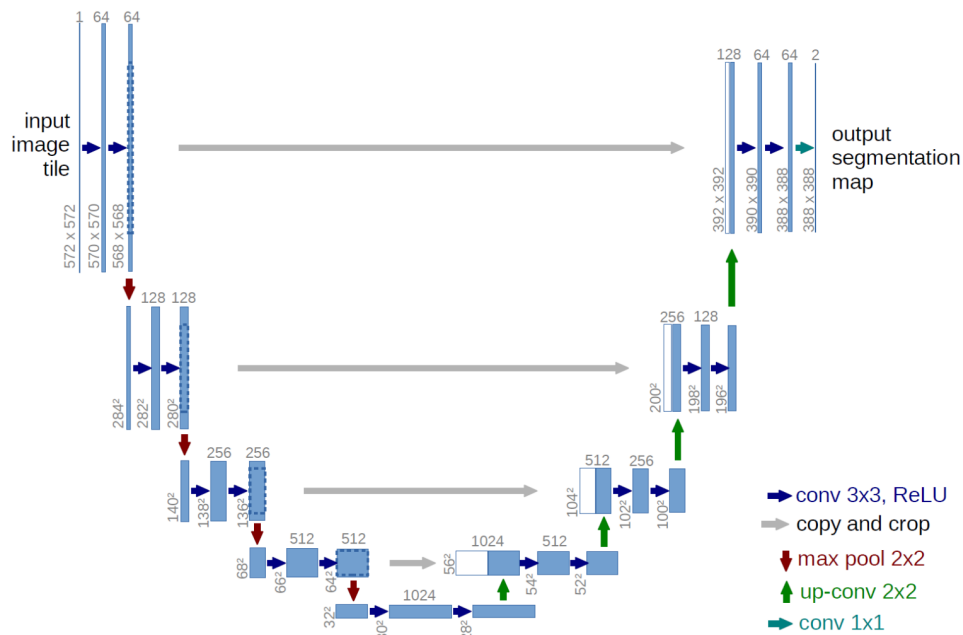 1 64 64
128 64 64 2
input
image
tile
output
segmentation
map
572 x 572
570 x 570
568 x 568
392 x 392
390 x 390
388 x 388
388 x 388
128 128
256 128
284²
282²
280²
200²
198²
196²
256 256
512 256
140²
138²
136²
104²
102²
100²
conv 3x3, ReLU
copy and crop
512 512
1024 512
68²
66²
64²
56²
54²
52²
max pool 2x2
up-conv 2x2
1024
32²
conv 1x1